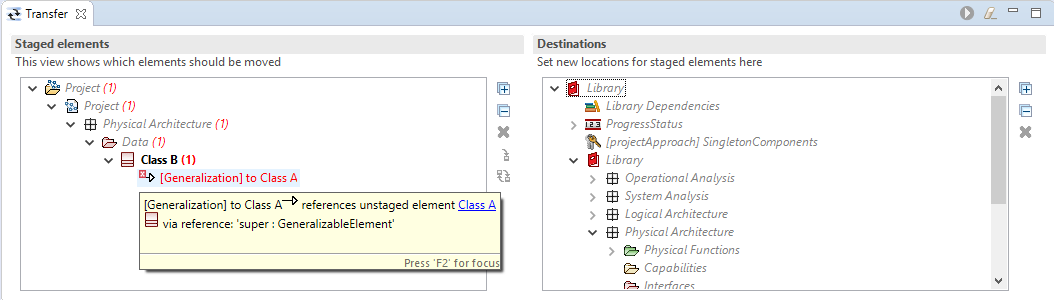 Transfer
Staged elements
This view shows which elements should be moved
Project (1)
Project (1)
Physical Architecture (1)
Data (1)
Class B (1)
[Generalization] to Class A
[Generalization] to Class A references unstaged element Class A
via reference: 'super : GeneralizableElement'
Press 'F2' for focus
Destinations
Set new locations for staged elements here
Library
Library Dependencies
1.2.3 ProgressStatus
[projectApproach] SingletonComponents
Library
Operational Analysis
System Analysis
Logical Architecture
Physical Architecture
Physical Functions
Capabilities
Interfaces